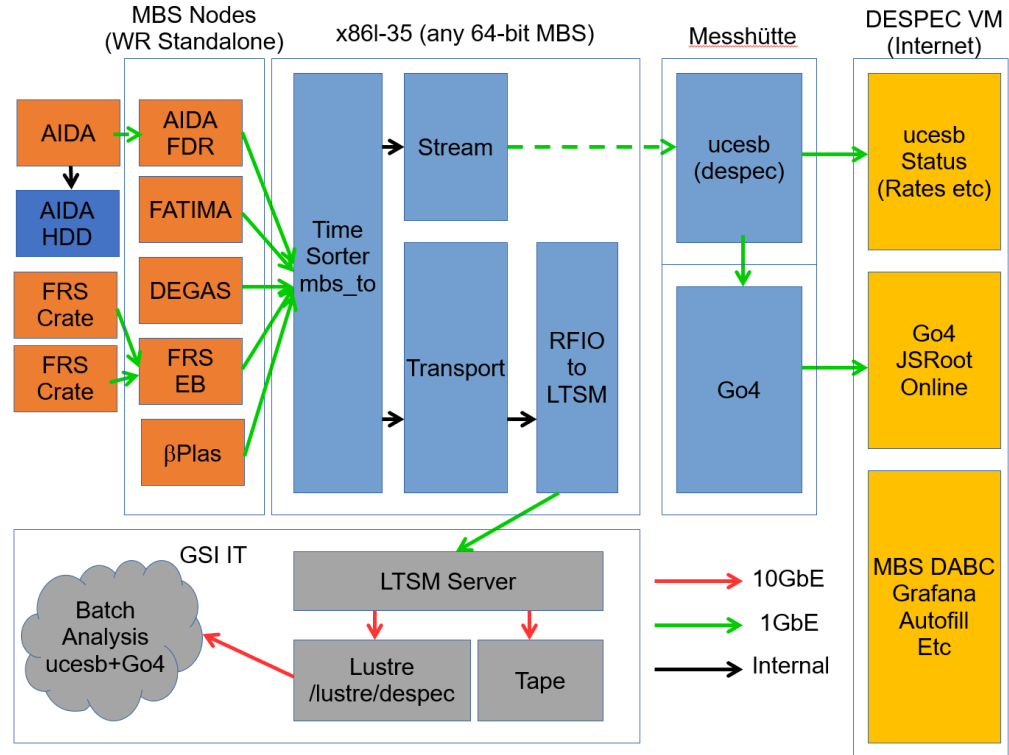 MBS Nodes
(WR Standalone)
x86l-35 (any 64-bit MBS)
Messhütte
DESPEC VM
(Internet)
AIDA
AIDA
HDD
FRS
Crate
FRS
Crate
AIDA
FDR
FATIMA
DEGAS
FRS
EB
βPlas
Time
Sorter
mbs_to
Stream
Transport
RFIO
to
LTSM
ucesb
(despec)
Go4
ucesb
Status
(Rates etc)
Go4
JSRoot
Online
MBS DABC
Grafana
Autofill
Etc
GSI IT
Batch
Analysis
ucesb+Go4
LTSM Server
Lustre
/lustre/despec
Tape
10GbE
1GbE
Internal